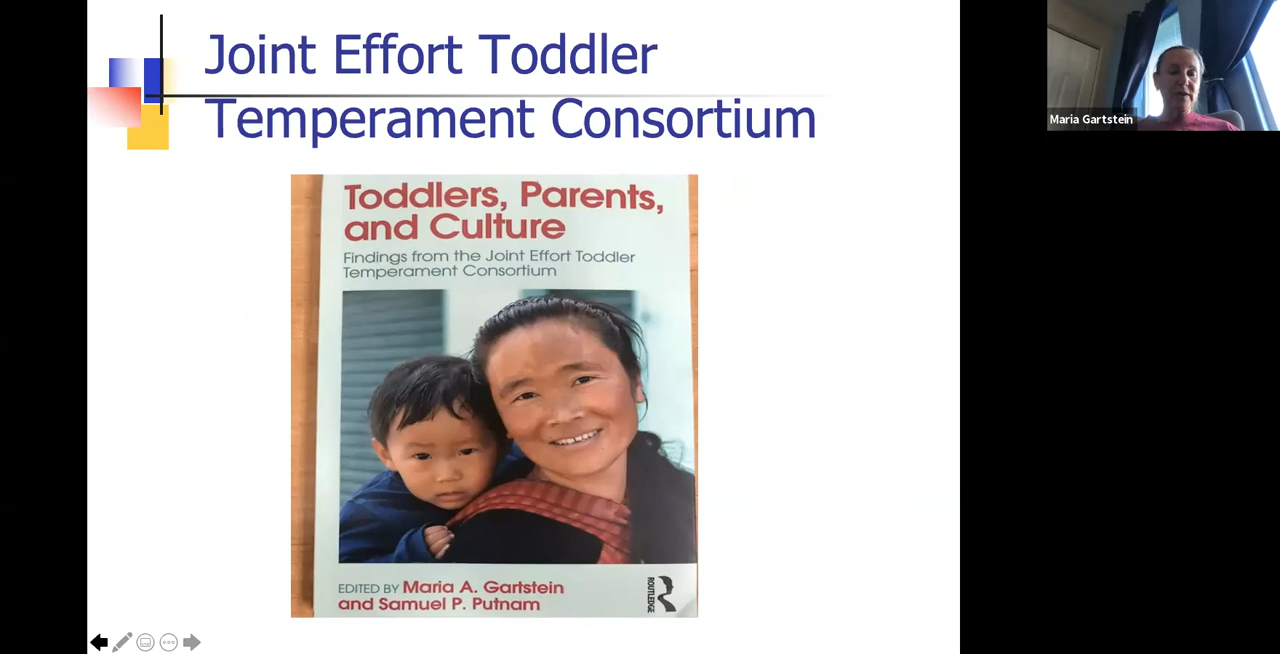 Joint Effort Toddler
Temperament Consortium
Maria Gartstein
Toddlers, Parents,
and Culture
Findings from the Joint Effort Toddler
Temperament Consortium
EDITED BY Maria A. Gartstein
and Samuel P. Putnam
ROUTLEDGE